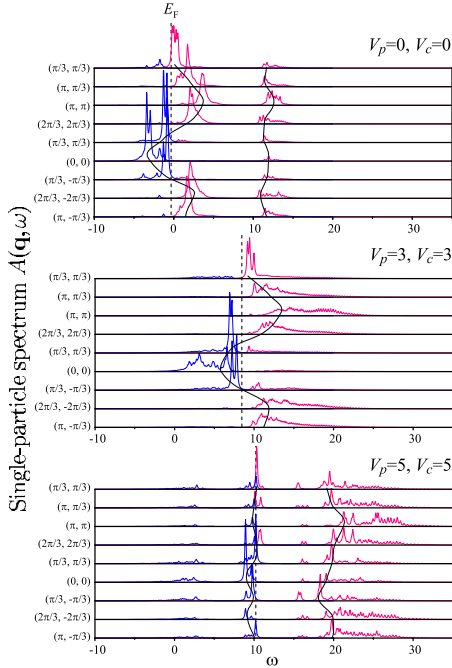 E_F
V_p=0, V_c=0
(π/3, π/3)
(π, π/3)
(π, π)
(2π/3, 2π/3)
(π/3, π/3)
(0, 0)
(π/3, -π/3)
(2π/3, -2π/3)
(π, -π/3)
-10 0 10 20 30
V_p=3, V_c=3
(π/3, π/3)
(π, π/3)
(π, π)
(2π/3, 2π/3)
(π/3, π/3)
(0, 0)
(π/3, -π/3)
(2π/3, -2π/3)
(π, -π/3)
-10 0 10 20 30
V_p=5, V_c=5
(π/3, π/3)
(π, π/3)
(π, π)
(2π/3, 2π/3)
(π/3, π/3)
(0, 0)
(π/3, -π/3)
(2π/3, -2π/3)
(π, -π/3)
-10 0 10 20 30
ω
Single-particle spectrum A(q,ω)